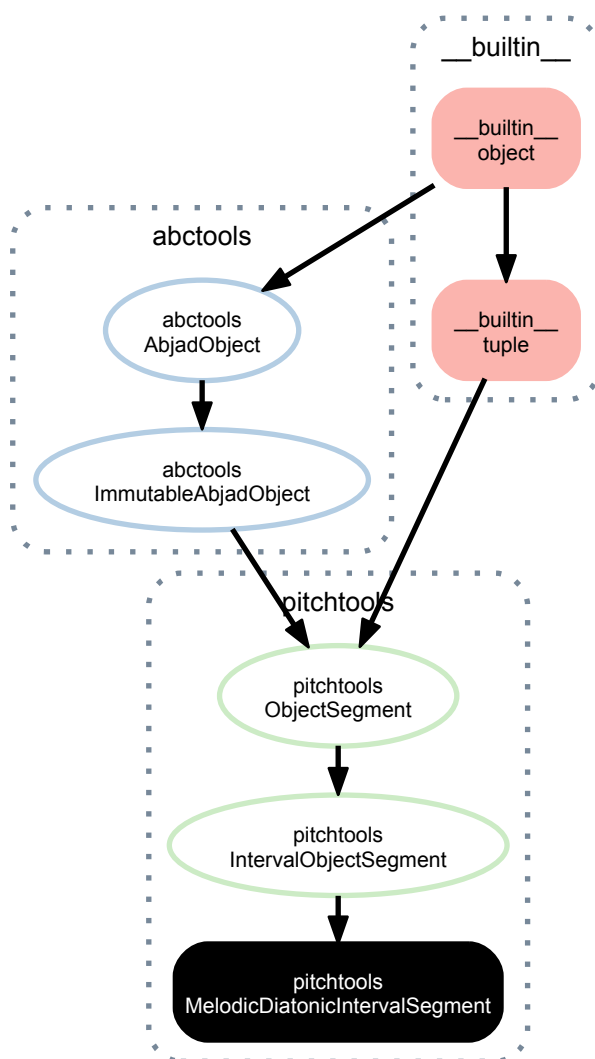 __builtin__
__builtin__
object
abctools
abctools
AbjadObject
__builtin__
tuple
abctools
ImmutableAbjadObject
pitchtools
pitchtools
ObjectSegment
pitchtools
IntervalObjectSegment
pitchtools
MelodicDiatonicIntervalSegment